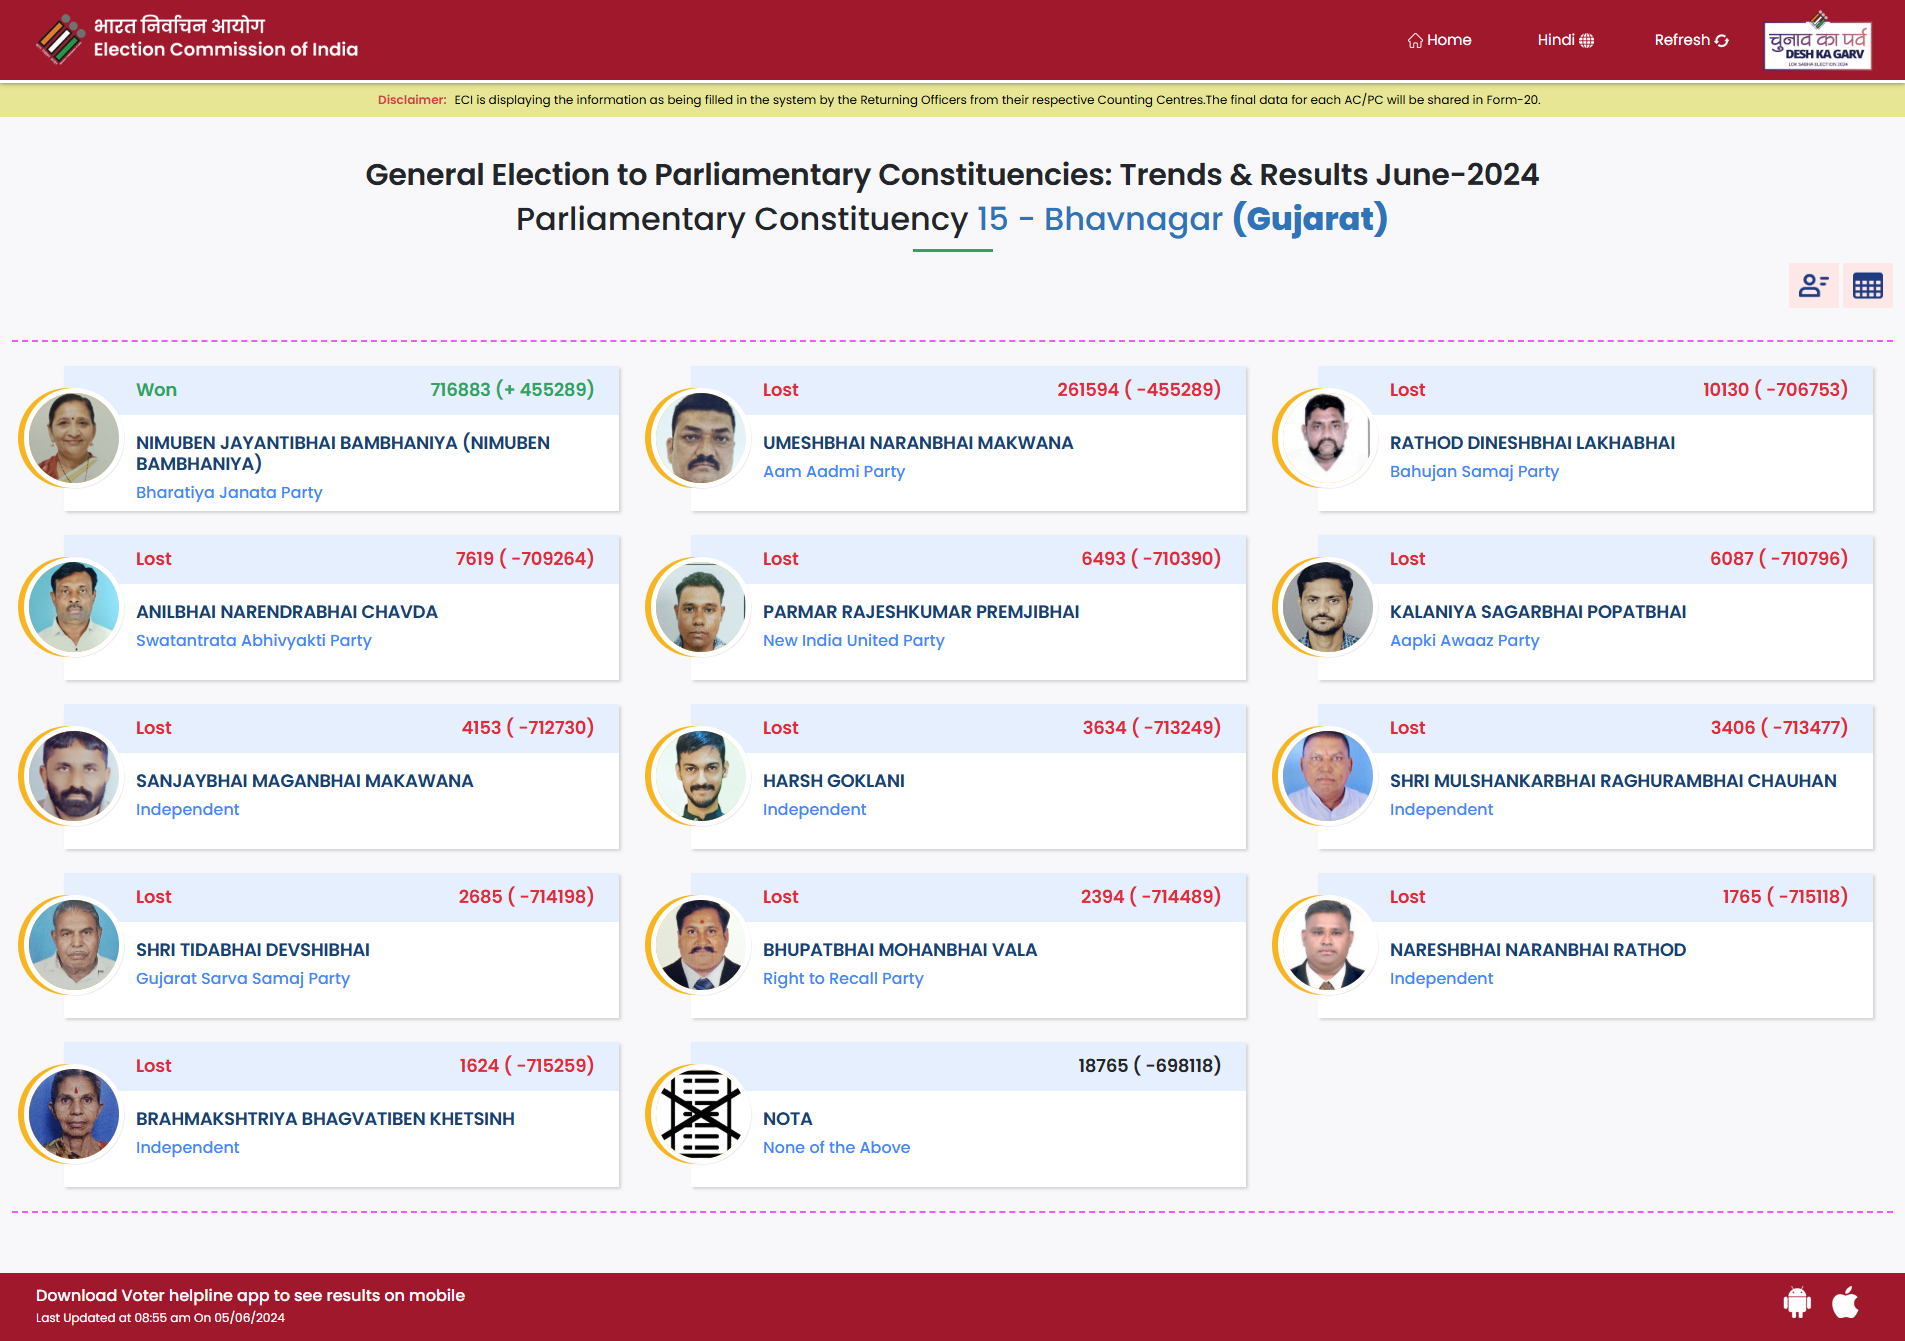 भारत निर्वाचन आयोग
Election Commission of India
Home
Hindi
Refresh
चुनाव का पर्व
DESH KA GARV
LOK SABHA ELECTION 2024
Disclaimer: ECI is displaying the information as being filled in the system by the Returning Officers from their respective Counting Centres.The final data for each AC/PC will be shared in Form-20.
General Election to Parliamentary Constituencies: Trends & Results June-2024
Parliamentary Constituency 15 - Bhavnagar (Gujarat)
Won 716883 (+ 455289)
NIMUBEN JAYANTIBHAI BAMBHANIYA (NIMUBEN
BAMBHANIYA)
Bharatiya Janata Party
Lost 261594 ( -455289)
UMESHBHAI NARANBHAI MAKWANA
Aam Aadmi Party
Lost 10130 ( -706753)
RATHOD DINESHBHAI LAKHABHAI
Bahujan Samaj Party
Lost 7619 ( -709264)
ANILBHAI NARENDRABHAI CHAVDA
Swatantrata Abhivyakti Party
Lost 6493 ( -710390)
PARMAR RAJESHKUMAR PREMJIBHAI
New India United Party
Lost 6087 ( -710796)
KALANIYA SAGARBHAI POPATBHAI
Aapki Awaaz Party
Lost 4153 ( -712730)
SANJAYBHAI MAGANBHAI MAKAWANA
Independent
Lost 3634 ( -713249)
HARSH GOKLANI
Independent
Lost 3406 ( -713477)
SHRI MULSHANKARBHAI RAGHURAMBHAI CHAUHAN
Independent
Lost 2685 ( -714198)
SHRI TIDABHAI DEVSHIBHAI
Gujarat Sarva Samaj Party
Lost 2394 ( -714489)
BHUPATBHAI MOHANBHAI VALA
Right to Recall Party
Lost 1765 ( -715118)
NARESHBHAI NARANBHAI RATHOD
Independent
Lost 1624 ( -715259)
BRAHMAKSHTRIYA BHAGVATIBEN KHETSINH
Independent
18765 ( -698118)
NOTA
None of the Above
Download Voter helpline app to see results on mobile
Last Updated at 08:55 am On 05/06/2024